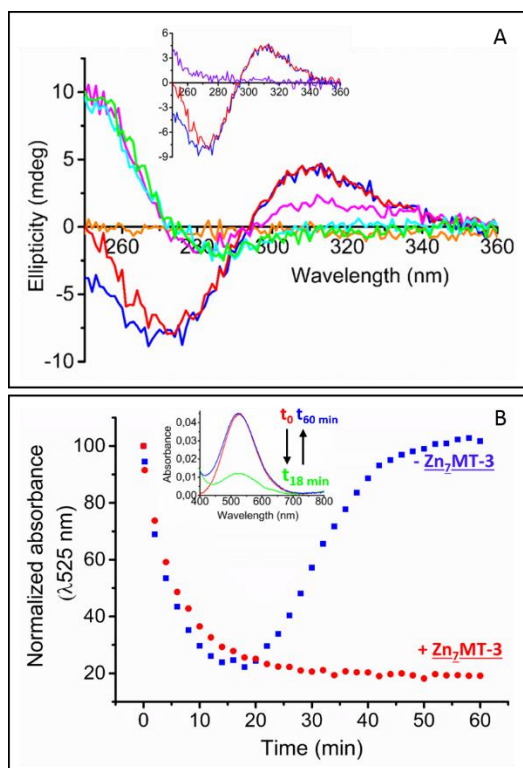 A
6
3
0
-3
-6
-9
260 280 300 320 340 360
10
5
0
-5
-10
Ellipticity (mdeg)
260 280 300 320 340 360
Wavelength (nm)
B
0,04
0,03
0,02
0,01
0,00
Absorbance
400 500 600 700 800
Wavelength (nm)
t0 t60 min
t18 min
- Zn7MT-3
+ Zn7MT-3
100
80
60
40
20
Normalized absorbance
(λ525 nm)
0 10 20 30 40 50 60
Time (min)